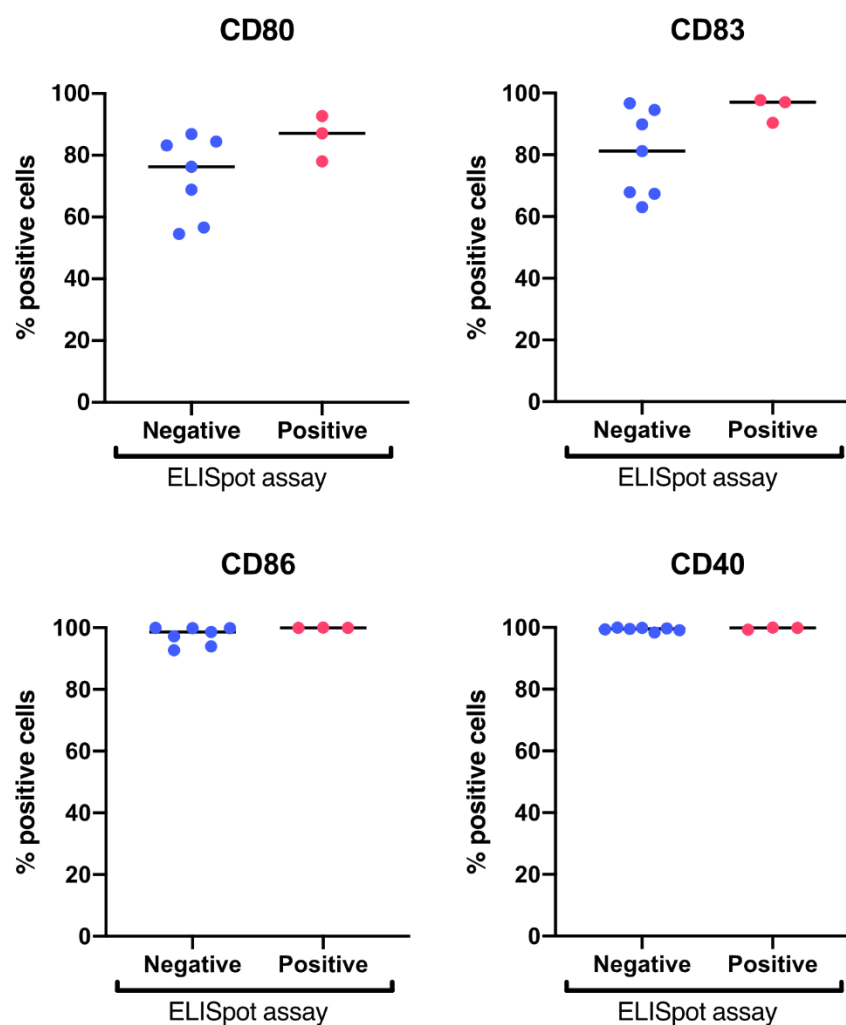 CD80
% positive cells
100
80
60
40
20
0
Negative Positive
ELISpot assay
CD83
% positive cells
100
80
60
40
20
0
Negative Positive
ELISpot assay
CD86
% positive cells
100
80
60
40
20
0
Negative Positive
ELISpot assay
CD40
% positive cells
100
80
60
40
20
0
Negative Positive
ELISpot assay